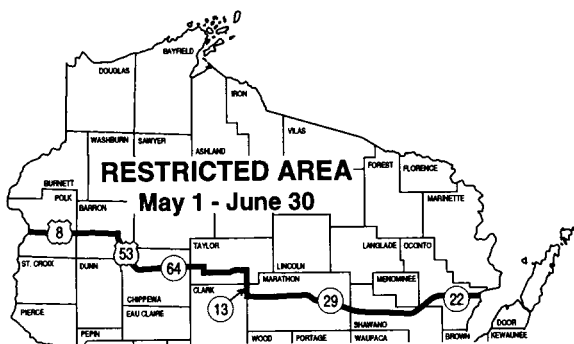 BAYFIELD
DOUGLAS
IRON
VILAS
WASHBURN SAWYER
ASHLAND
FOREST FLORENCE
RESTRICTED AREA
May 1 - June 30
BURNETT
POLK
BARRON
MARINETTE
8
53
64
TAYLOR
LINCOLN
LANGLADE OCONTO
ST. CROIX
DUNN
CLARK
MARATHON
MENOMINEE
13
29
22
CHIPPEWA
EAU CLAIRE
PIERCE
PEPIN
WOOD PORTAGE
SHAWANO
WAUPACA
BROWN
DOOR
KEWAUNEE